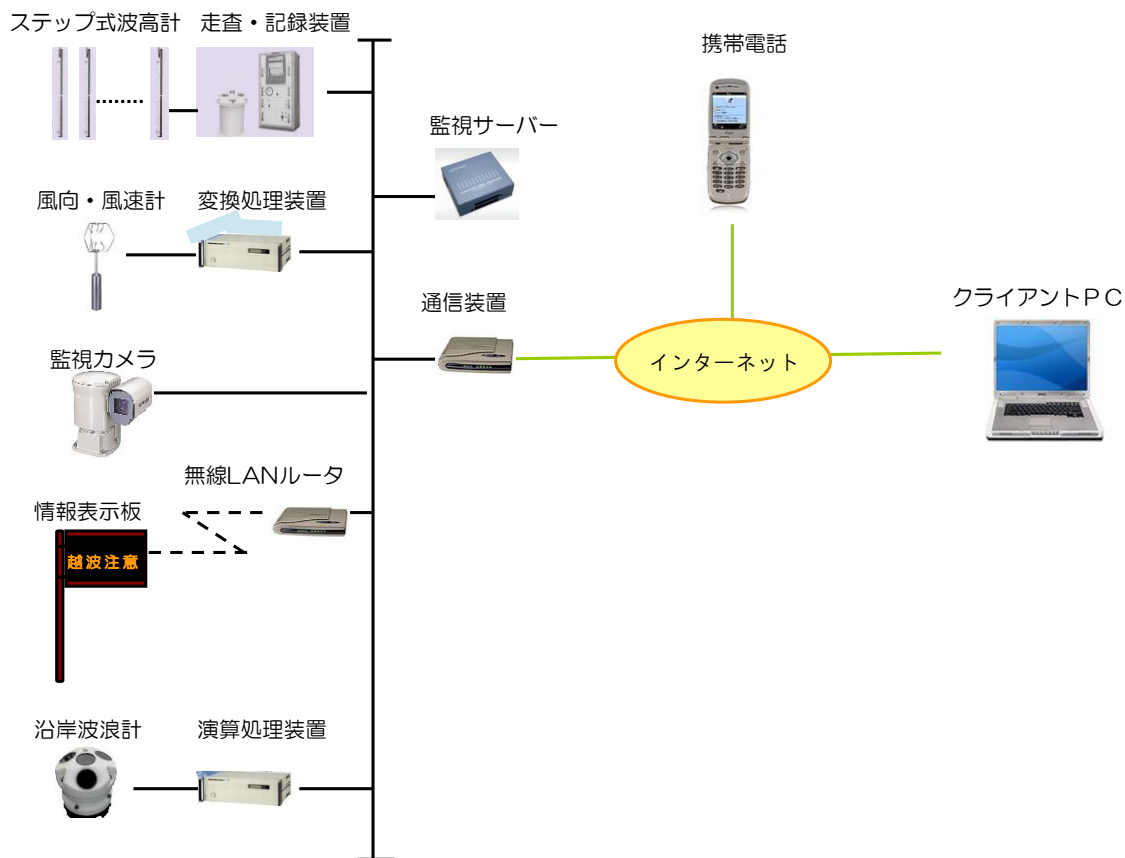 ステップ式波高計 走査・記録装置
携帯電話
監視サーバー
風向・風速計 変換処理装置
通信装置
クライアントPC
監視カメラ
インターネット
無線LANルータ
情報表示板
越波注意
沿岸波浪計 演算処理装置